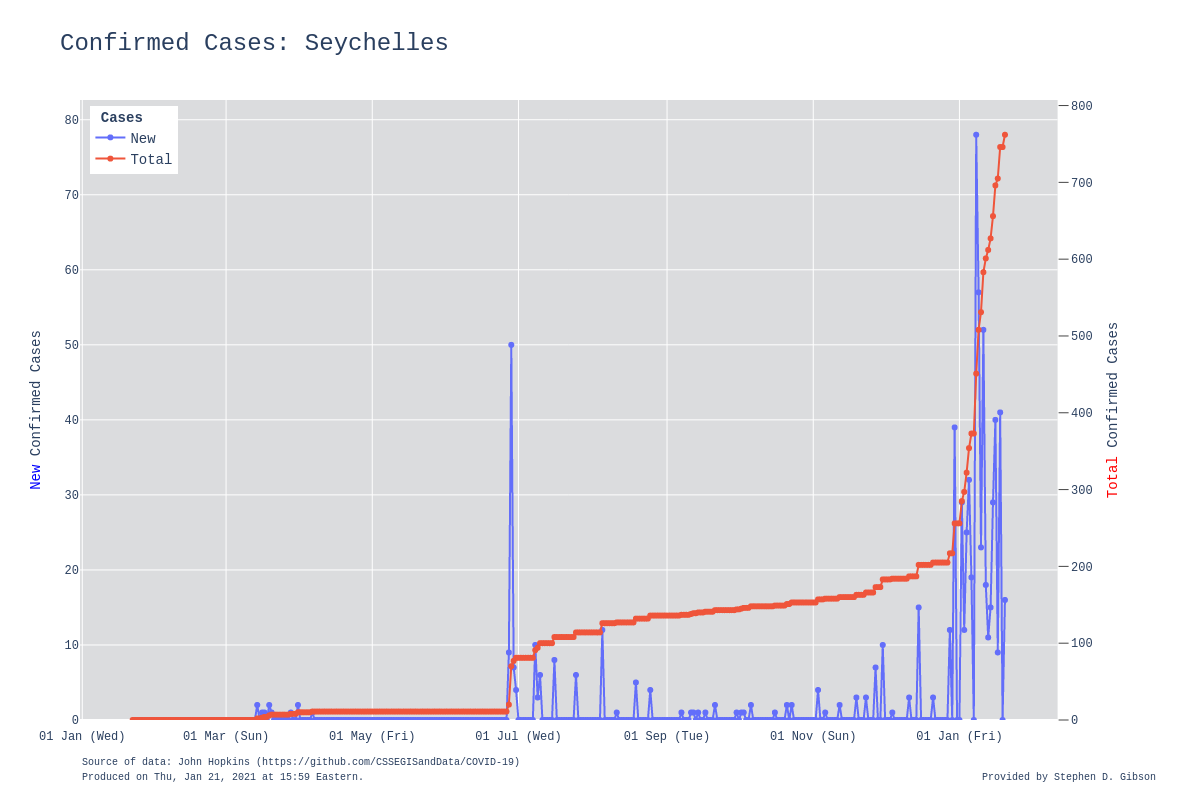 Confirmed Cases: Seychelles
Cases
New
Total
80
70
60
50
40
30
20
10
0
800
700
600
500
400
300
200
100
0
New Confirmed Cases
Total Confirmed Cases
01 Jan (Wed) 01 Mar (Sun) 01 May (Fri) 01 Jul (Wed) 01 Sep (Tue) 01 Nov (Sun) 01 Jan (Fri)
Source of data: John Hopkins (https://github.com/CSSEGISandData/COVID-19)
Produced on Thu, Jan 21, 2021 at 15:59 Eastern.
Provided by Stephen D. Gibson